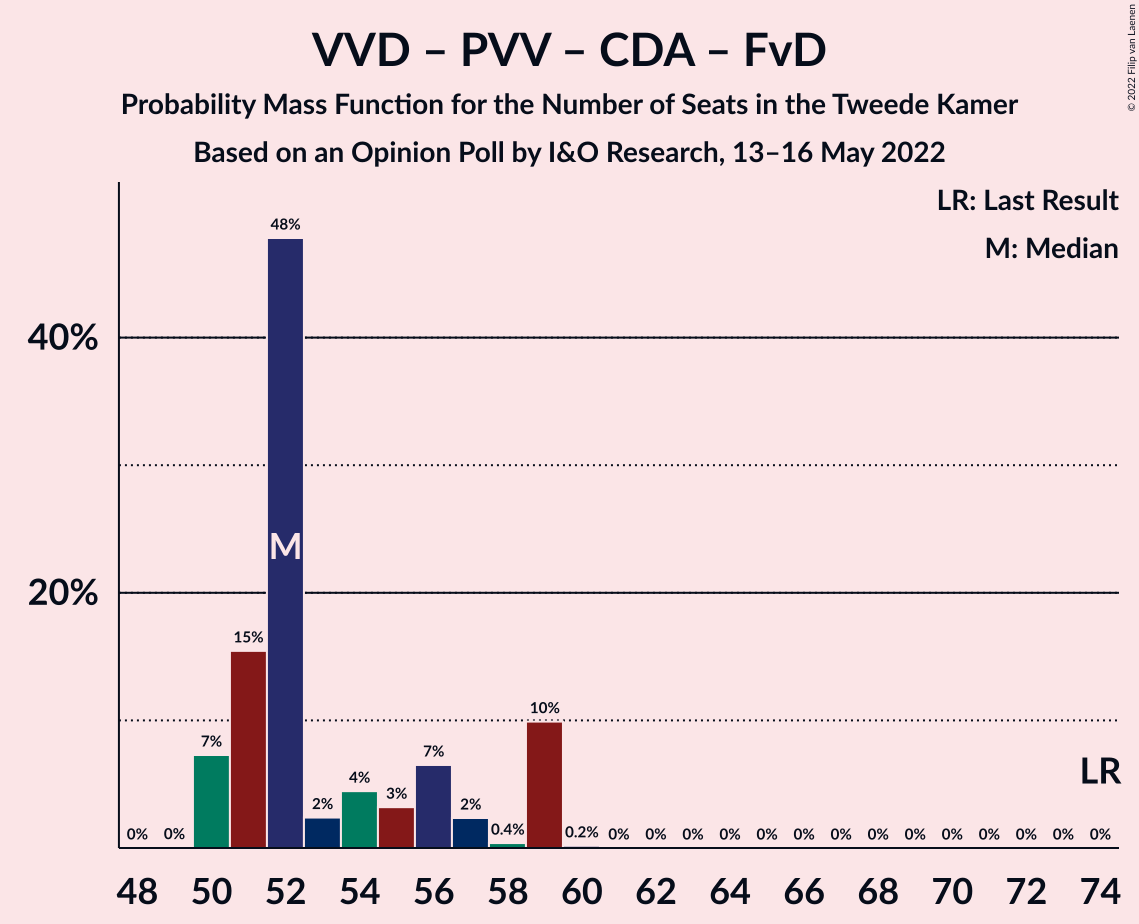 VVD – PVV – CDA – FvD
Probability Mass Function for the Number of Seats in the Tweede Kamer
Based on an Opinion Poll by I&O Research, 13–16 May 2022
© 2022 Filip van Laenen
LR: Last Result
M: Median
40%
20%
0% 0% 7% 15% 48% 2% 4% 3% 7% 2% 0.4% 10% 0.2% 0% 0% 0% 0% 0% 0% 0% 0% 0% 0% 0% 0% 0% 0%
M
LR
48 50 52 54 56 58 60 62 64 66 68 70 72 74